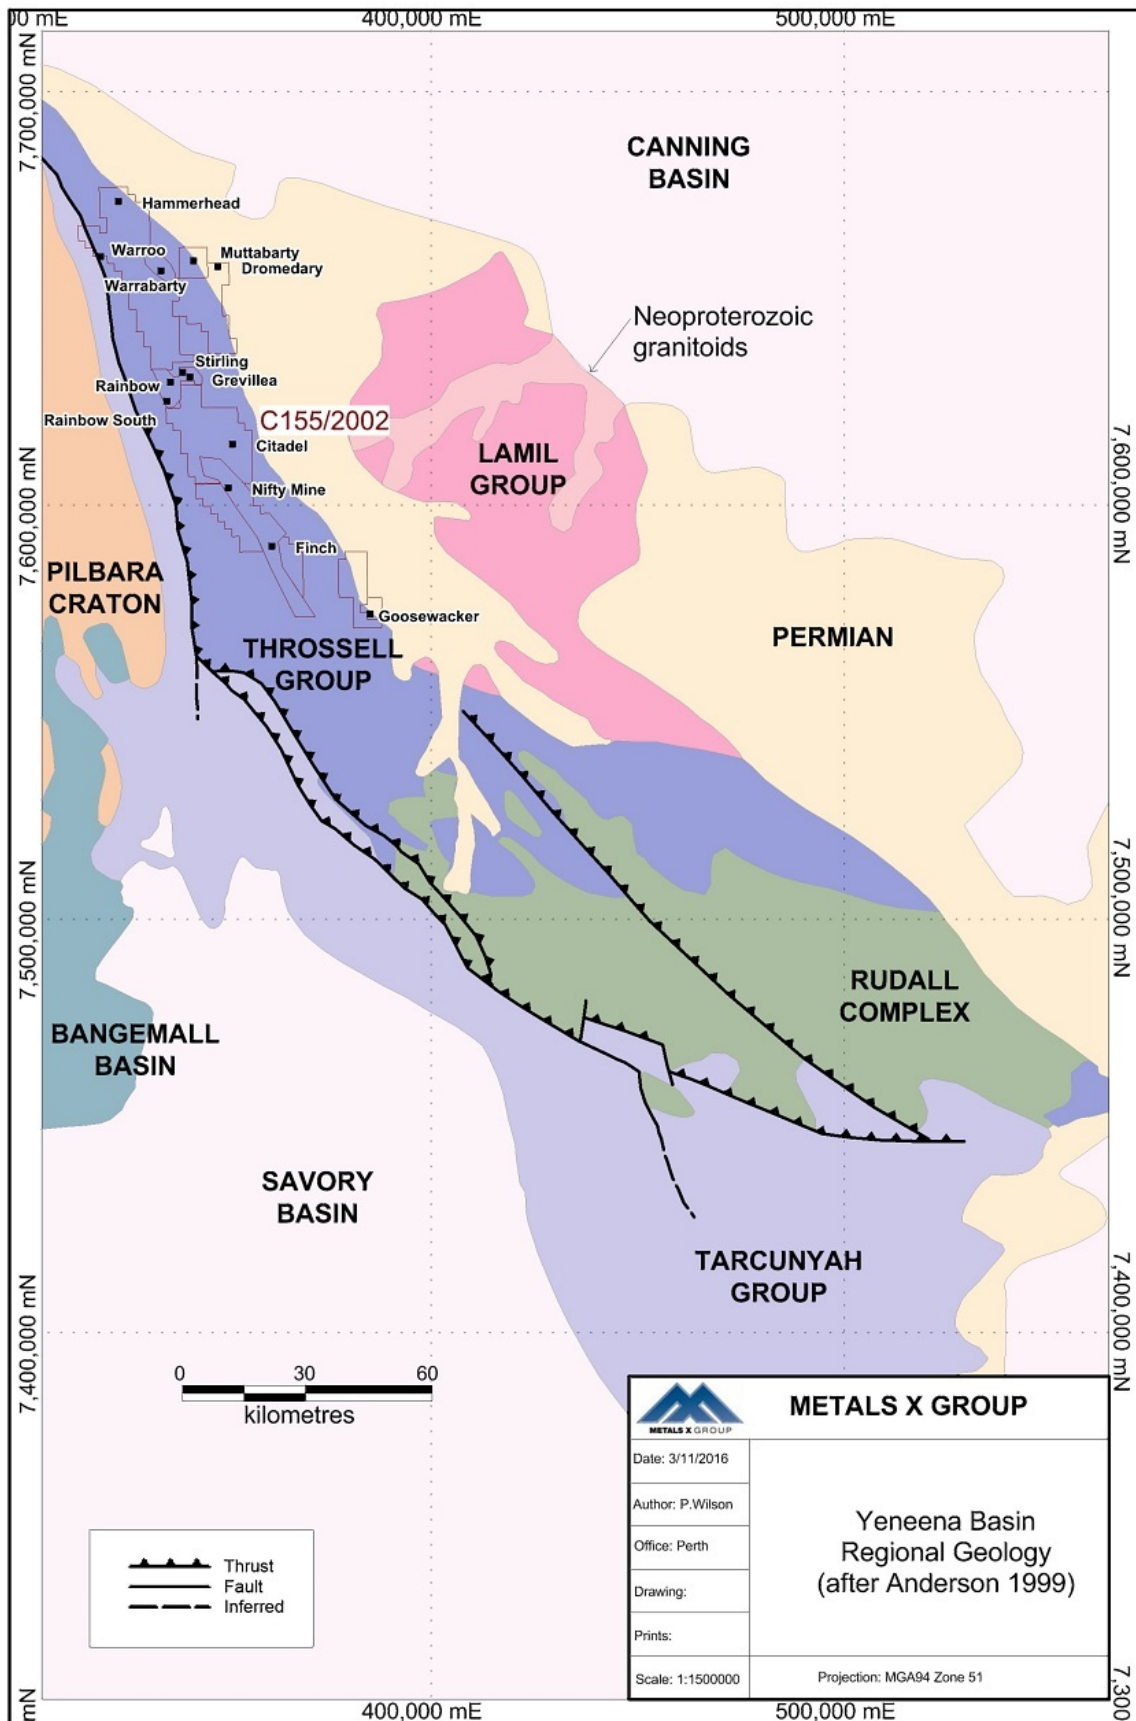 00 mE
400,000 mE
500,000 mE
7,700,000 mN
CANNING
BASIN
Hammerhead
Warroo
Muttabarty
Dromedary
Warrabarty
Neoproterozoic
granitoids
Stirling
Rainbow
Grevillea
Rainbow South
C155/2002
Citadel
LAMIL
GROUP
Nifty Mine
7,600,000 mN
7,600,000 mN
Finch
PILBARA
CRATON
Goosewacker
THROSSELL
GROUP
PERMIAN
7,500,000 mN
7,500,000 mN
RUDALL
COMPLEX
BANGEMALL
BASIN
SAVORY
BASIN
TARCUNYAH
GROUP
7,400,000 mN
7,400,000 mN
0 30 60
kilometres
METALS X GROUP
METALS X GROUP
Date: 3/11/2016
Author: P.Wilson
Office: Perth
Drawing:
Prints:
Scale: 1:1500000
Yeneena Basin
Regional Geology
(after Anderson 1999)
Projection: MGA94 Zone 51
Thrust
Fault
Inferred
mN
7,300
400,000 mE
500,000 mE